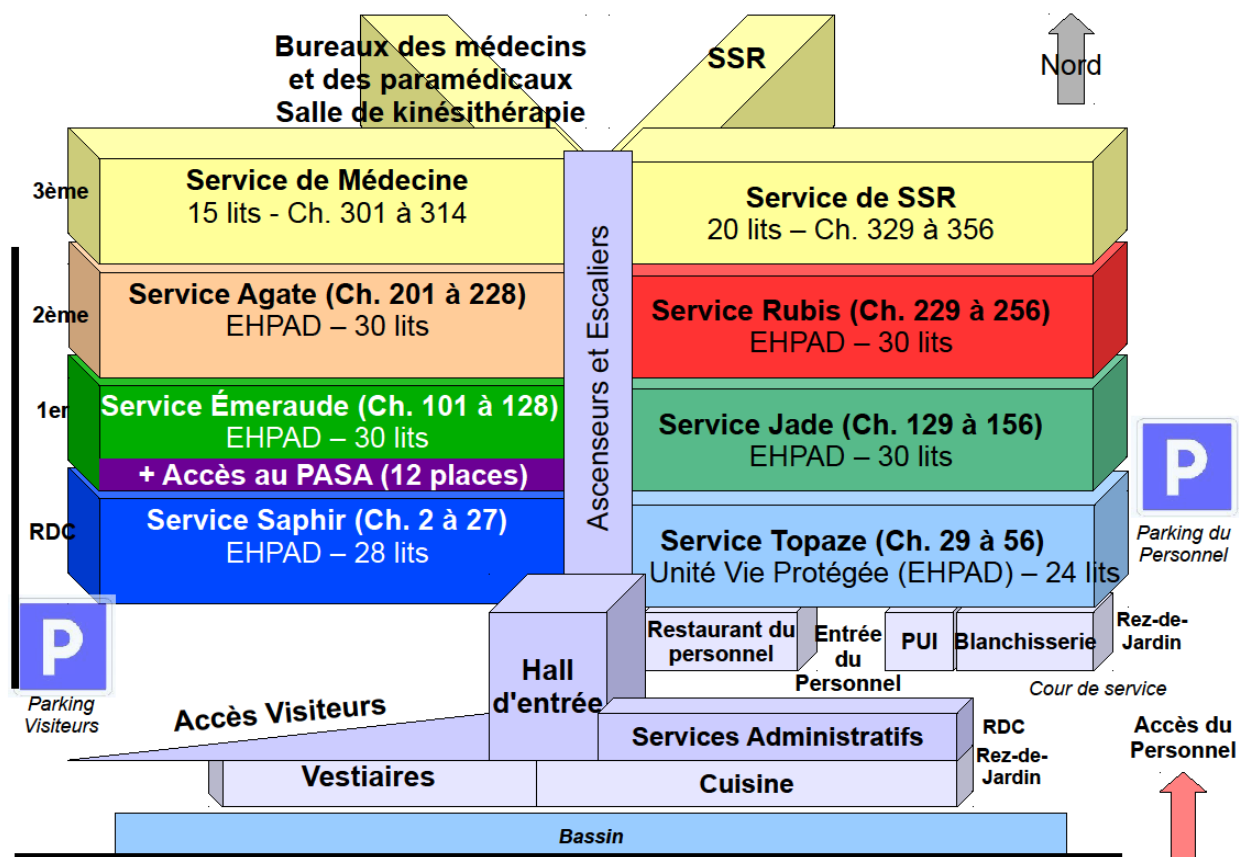 Bureaux des médecins
et des paramédicaux
Salle de kinésithérapie
SSR
Nord
3ème
Service de Médecine
15 lits - Ch. 301 à 314
Service de SSR
20 lits – Ch. 329 à 356
Ascenseurs et Escaliers
2ème
Service Agate (Ch. 201 à 228)
EHPAD – 30 lits
Service Rubis (Ch. 229 à 256)
EHPAD – 30 lits
1er
Service Émeraude (Ch. 101 à 128)
EHPAD – 30 lits
+ Accès au PASA (12 places)
Service Jade (Ch. 129 à 156)
EHPAD – 30 lits
P
Parking du
Personnel
RDC
Service Saphir (Ch. 2 à 27)
EHPAD – 28 lits
Service Topaze (Ch. 29 à 56)
Unité Vie Protégée (EHPAD) – 24 lits
P
Parking
Visiteurs
Accès Visiteurs
Hall
d'entrée
Restaurant du
personnel
Entrée
du
Personnel
PUI
Blanchisserie
Rez-de-
Jardin
Cour de service
Services Administratifs
RDC
Rez-de-
Jardin
Accès du
Personnel
Vestiaires
Cuisine
Bassin